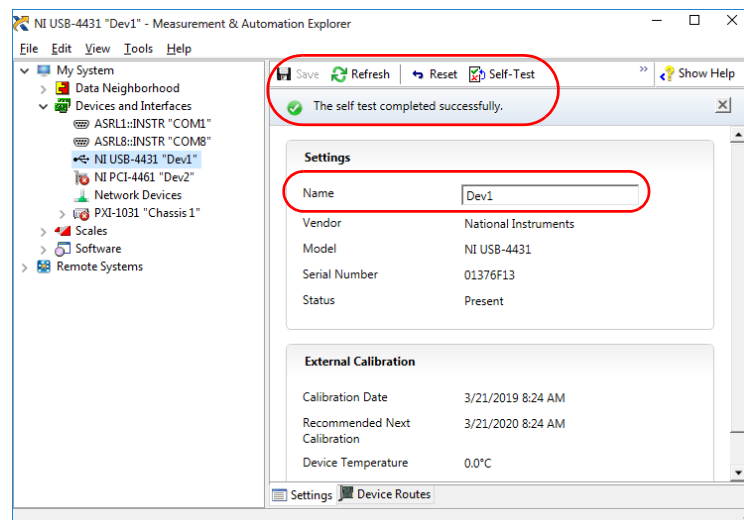 NI USB-4431 "Dev1" - Measurement & Automation Explorer
File Edit View Tools Help
My System
Data Neighborhood
Devices and Interfaces
ASRL1::INSTR "COM1"
ASRL8::INSTR "COM8"
NI USB-4431 "Dev1"
NI PCI-4461 "Dev2"
Network Devices
PXI-1031 "Chassis 1"
Scales
Software
Remote Systems
Save Refresh Reset Self-Test » Show Help
The self test completed successfully.
Settings
Name Dev1
Vendor National Instruments
Model NI USB-4431
Serial Number 01376F13
Status Present
External Calibration
Calibration Date 3/21/2019 8:24 AM
Recommended Next 3/21/2020 8:24 AM
Calibration
Device Temperature 0.0°C
Settings Device Routes